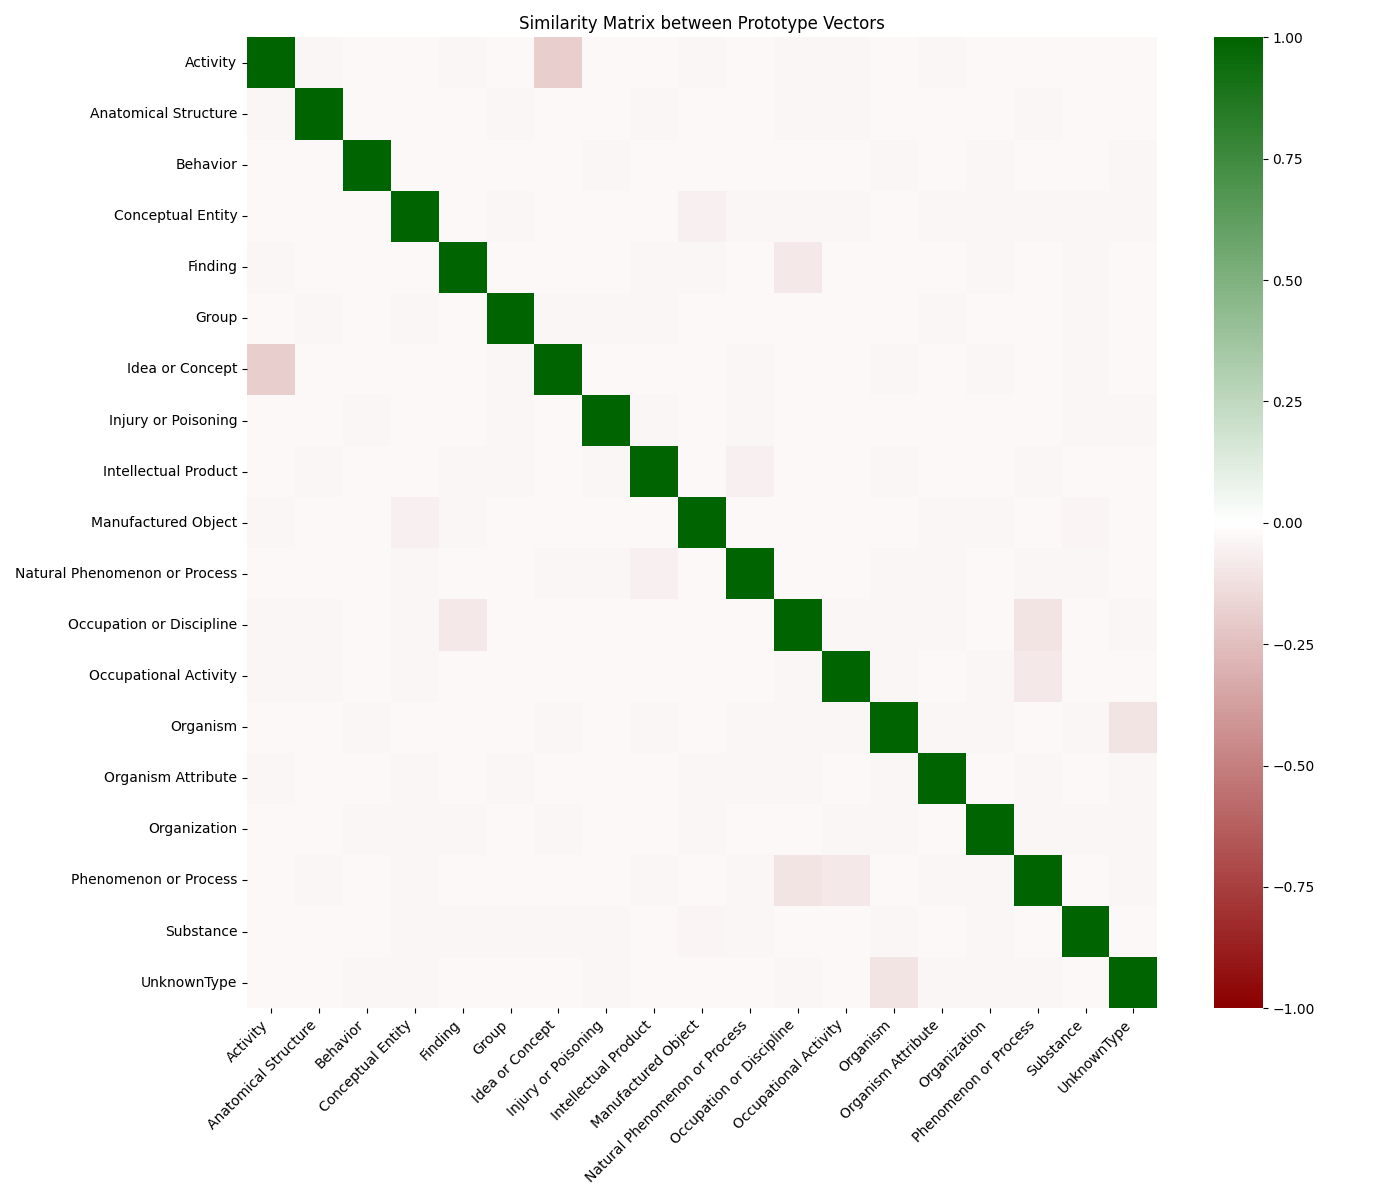 Similarity Matrix between Prototype Vectors
Activity
Anatomical Structure
Behavior
Conceptual Entity
Finding
Group
Idea or Concept
Injury or Poisoning
Intellectual Product
Manufactured Object
Natural Phenomenon or Process
Occupation or Discipline
Occupational Activity
Organism
Organism Attribute
Organization
Phenomenon or Process
Substance
UnknownType
Activity
Anatomical Structure
Behavior
Conceptual Entity
Finding
Group
Idea or Concept
Injury or Poisoning
Intellectual Product
Manufactured Object
Natural Phenomenon or Process
Occupation or Discipline
Occupational Activity
Organism
Organism Attribute
Organization
Phenomenon or Process
Substance
UnknownType
1.00
0.75
0.50
0.25
0.00
−0.25
−0.50
−0.75
−1.00